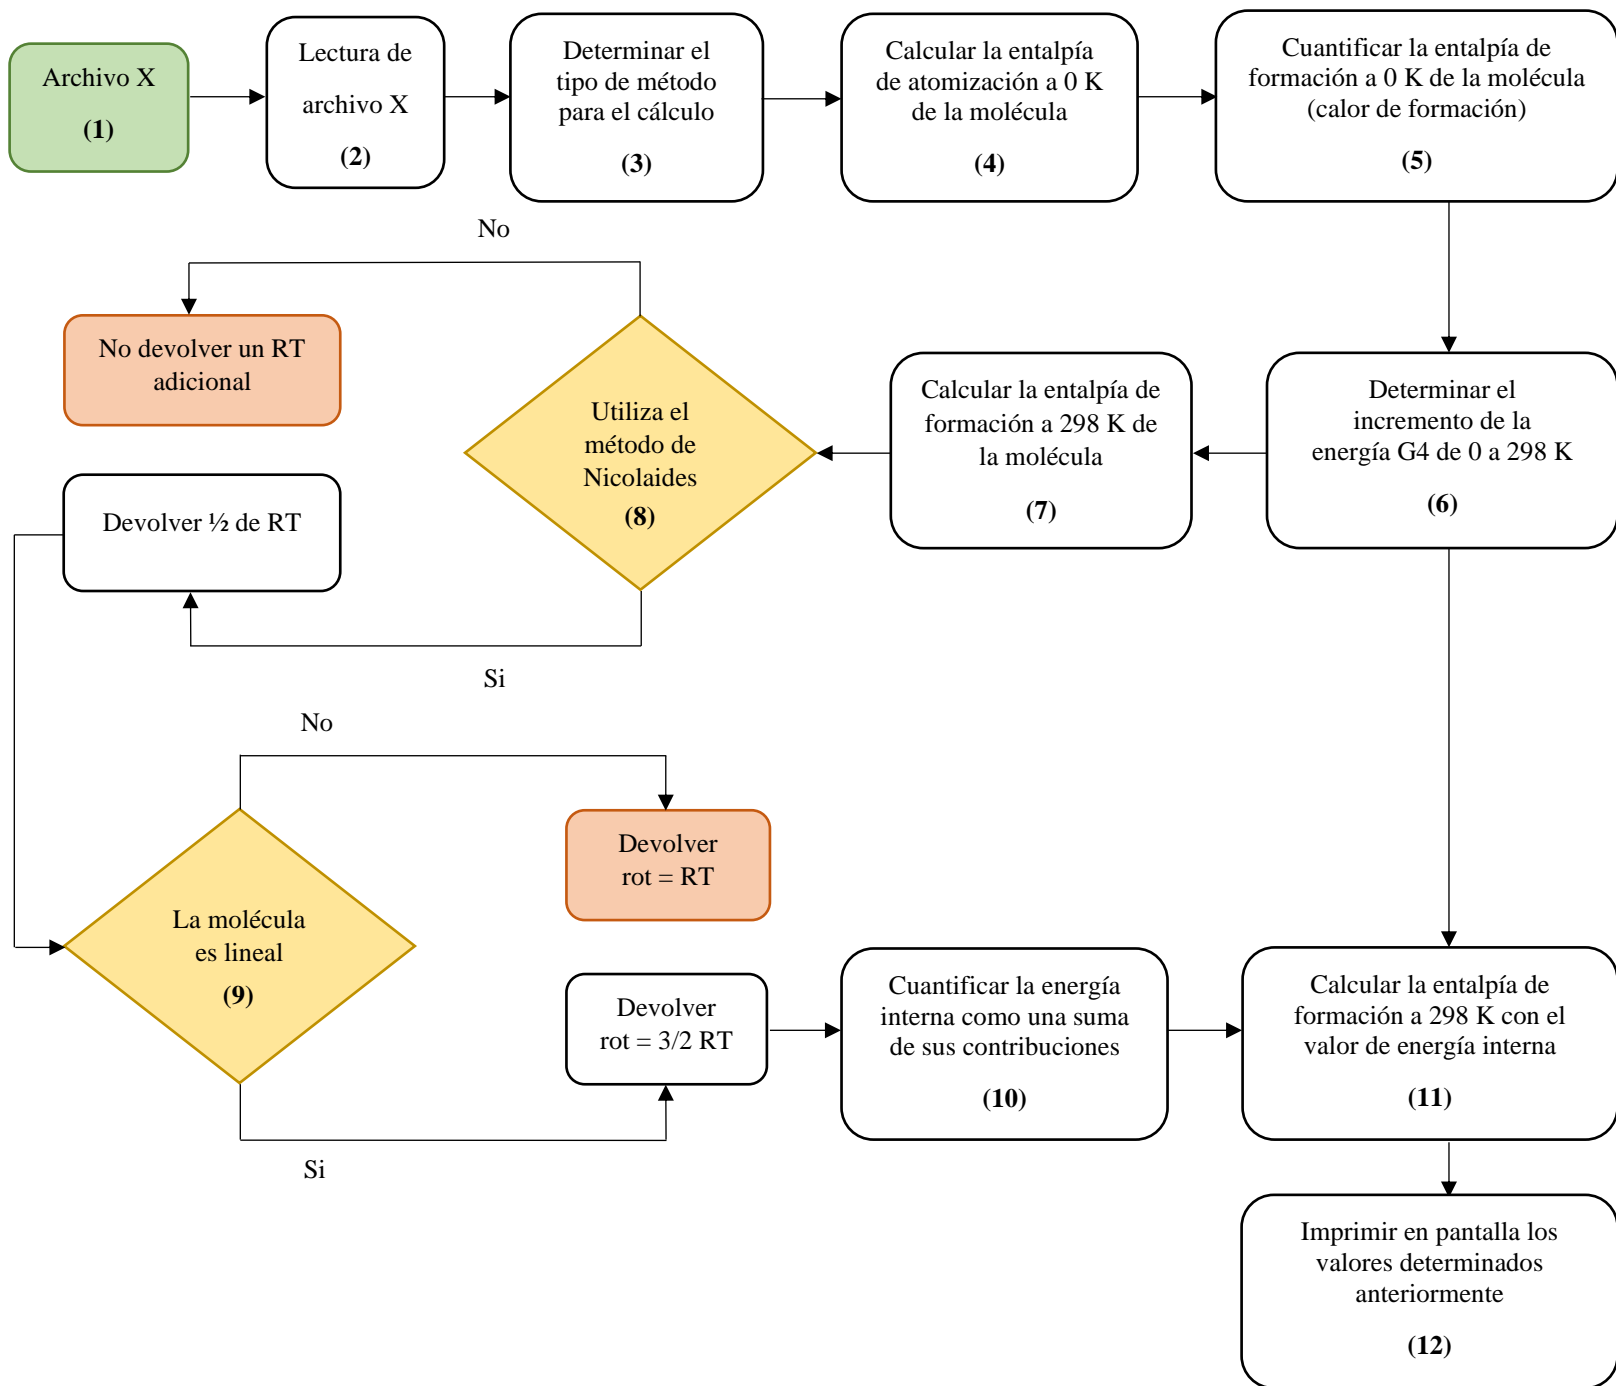 Archivo X
(1)
Lectura de
archivo X
(2)
Determinar el
tipo de método
para el cálculo
(3)
Calcular la entalpía
de atomización a 0 K
de la molécula
(4)
Cuantificar la entalpía de
formación a 0 K de la molécula
(calor de formación)
(5)
No
No devolver un RT
adicional
Utiliza el
método de
Nicolaides
(8)
Calcular la entalpía de
formación a 298 K de
la molécula
(7)
Determinar el
incremento de la
energía G4 de 0 a 298 K
(6)
Devolver ½ de RT
Si
No
Devolver
rot = RT
La molécula
es lineal
(9)
Devolver
rot = 3/2 RT
Cuantificar la energía
interna como una suma
de sus contribuciones
(10)
Calcular la entalpía de
formación a 298 K con el
valor de energía interna
(11)
Si
Imprimir en pantalla los
valores determinados
anteriormente
(12)